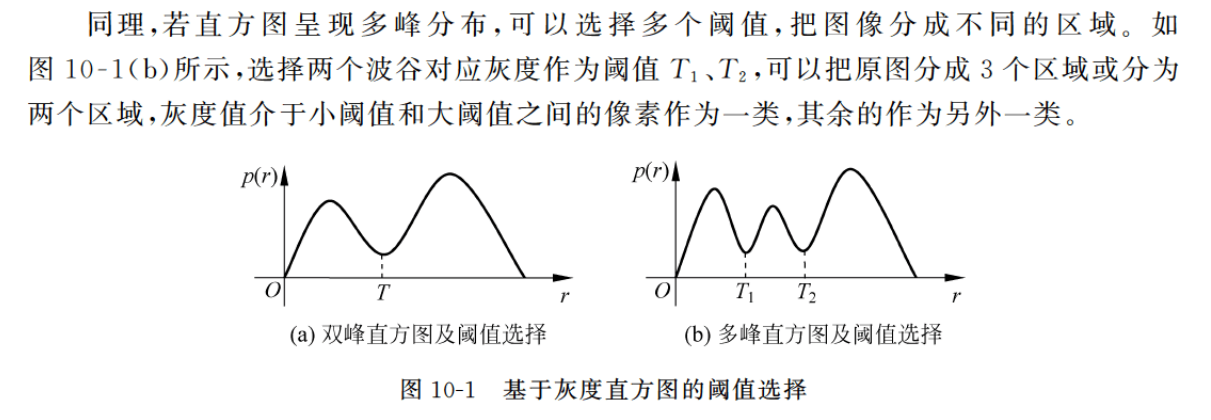 同理,若直方图呈现多峰分布,可以选择多个阈值,把图像分成不同的区域。如
图 10-1(b)所示,选择两个波谷对应灰度作为阈值 T₁、T₂,可以把原图分成 3 个区域或分为
两个区域,灰度值介于小阈值和大阈值之间的像素作为一类,其余的作为另外一类。
p(r)
O
T
r
(a) 双峰直方图及阈值选择
p(r)
O
T₁
T₂
r
(b) 多峰直方图及阈值选择
图 10-1 基于灰度直方图的阈值选择